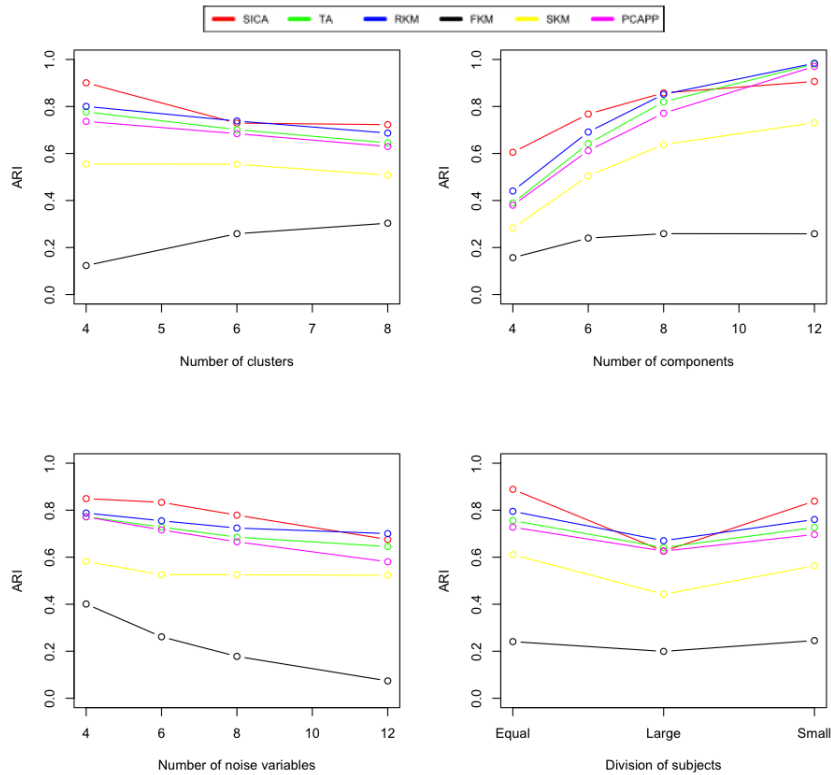 SICA TA RKM FKM SKM PCAPP
ARI
0.0 0.2 0.4 0.6 0.8 1.0
4 5 6 7 8
Number of clusters
ARI
0.0 0.2 0.4 0.6 0.8 1.0
4 6 8 10 12
Number of components
ARI
0.0 0.2 0.4 0.6 0.8 1.0
4 6 8 10 12
Number of noise variables
ARI
0.0 0.2 0.4 0.6 0.8 1.0
Equal Large Small
Division of subjects